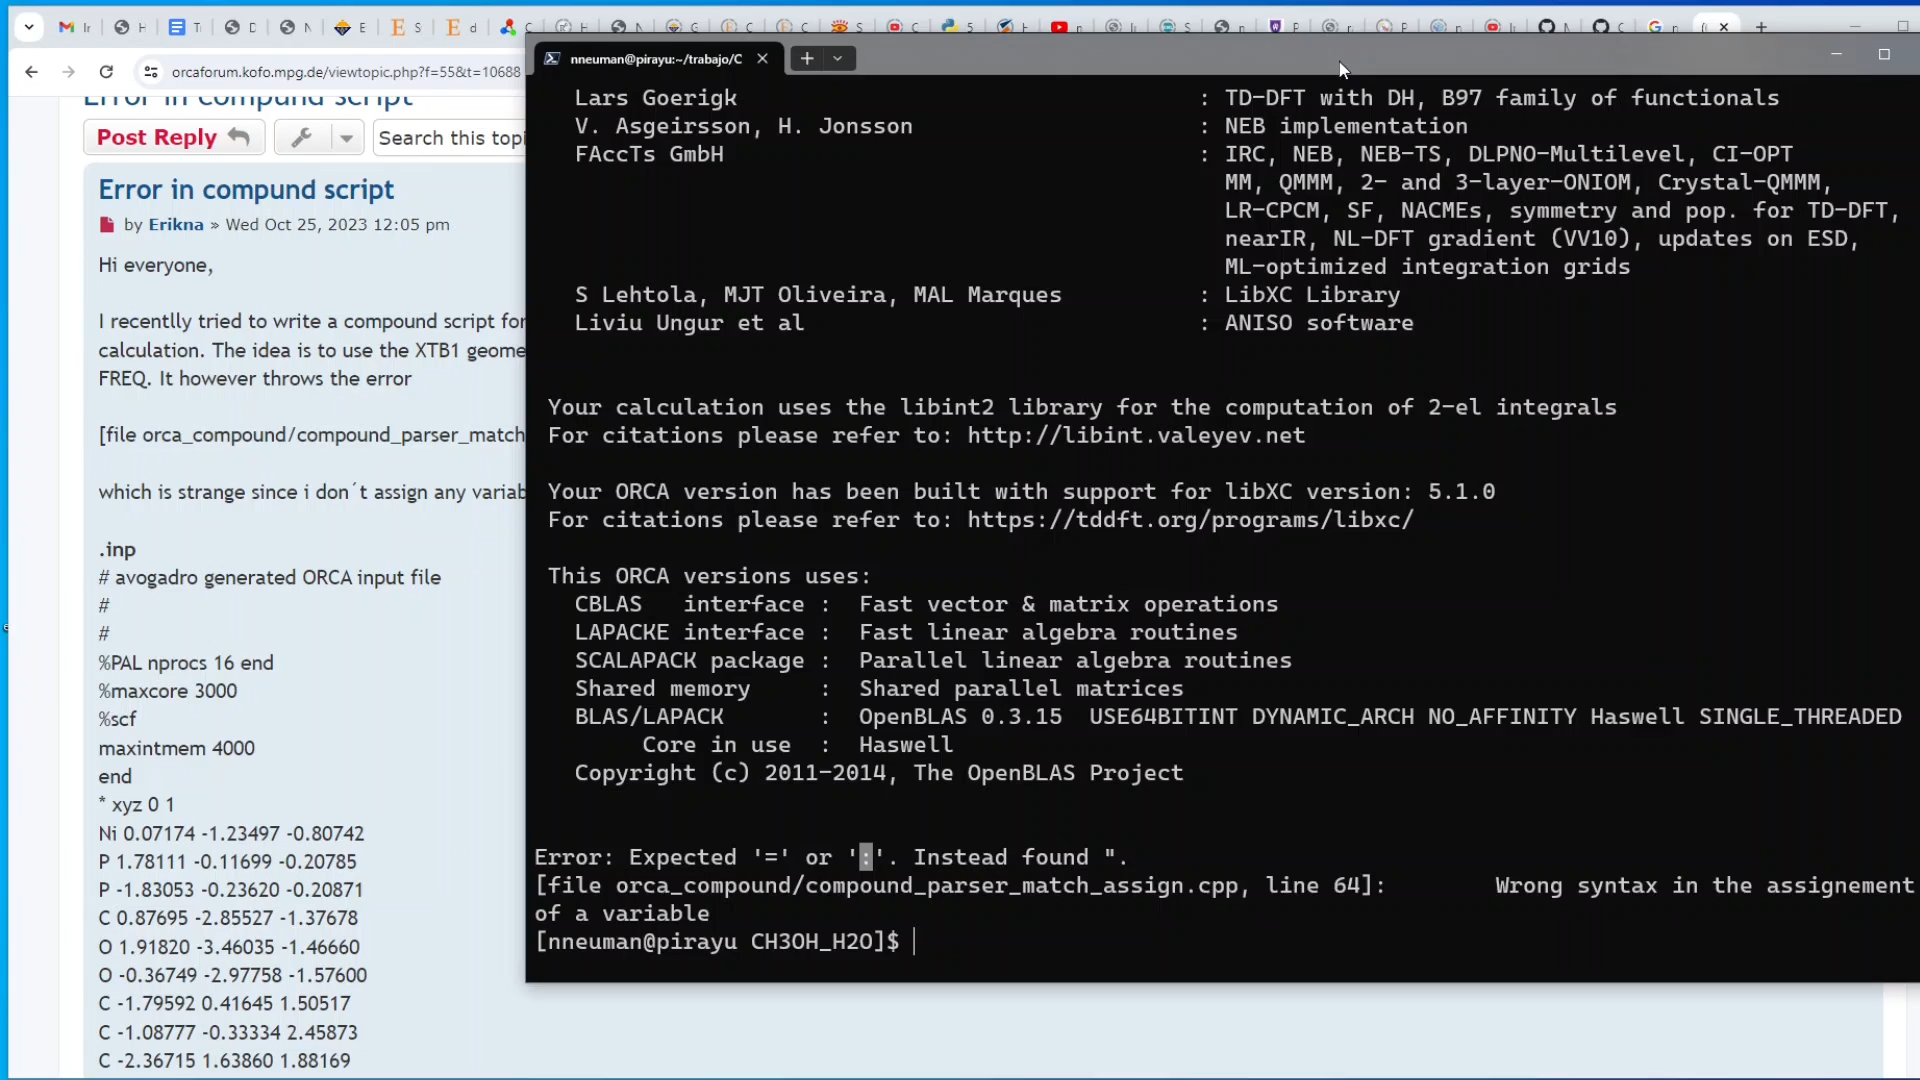 nneuman@pirayu:~/trabajo/C
orcaforum.kofo.mpg.de/viewtopic.php?f=55&t=10688
Error in compund script
Post Reply
Search this topi
Error in compund script
by Erikna » Wed Oct 25, 2023 12:05 pm
Hi everyone,
I recentlly tried to write a compound script for
calculation. The idea is to use the XTB1 geome
FREQ. It however throws the error
[file orca_compound/compound_parser_match
which is strange since i don´t assign any variab
.inp
# avogadro generated ORCA input file
#
#
%PAL nprocs 16 end
%maxcore 3000
%scf
maxintmem 4000
end
* xyz 0 1
Ni 0.07174 -1.23497 -0.80742
P 1.78111 -0.11699 -0.20785
P -1.83053 -0.23620 -0.20871
C 0.87695 -2.85527 -1.37678
O 1.91820 -3.46035 -1.46660
O -0.36749 -2.97758 -1.57600
C -1.79592 0.41645 1.50517
C -1.08777 -0.33334 2.45873
C -2.36715 1.63860 1.88169
Lars Goerigk : TD-DFT with DH, B97 family of functionals
V. Asgeirsson, H. Jonsson : NEB implementation
FAccTs GmbH : IRC, NEB, NEB-TS, DLPNO-Multilevel, CI-OPT
MM, QMMM, 2- and 3-layer-ONIOM, Crystal-QMMM,
LR-CPCM, SF, NACMEs, symmetry and pop. for TD-DFT,
nearIR, NL-DFT gradient (VV10), updates on ESD,
ML-optimized integration grids
S Lehtola, MJT Oliveira, MAL Marques : LibXC Library
Liviu Ungur et al : ANISO software
Your calculation uses the libint2 library for the computation of 2-el integrals
For citations please refer to: http://libint.valeyev.net
Your ORCA version has been built with support for libXC version: 5.1.0
For citations please refer to: https://tddft.org/programs/libxc/
This ORCA versions uses:
CBLAS interface : Fast vector & matrix operations
LAPACKE interface : Fast linear algebra routines
SCALAPACK package : Parallel linear algebra routines
Shared memory : Shared parallel matrices
BLAS/LAPACK : OpenBLAS 0.3.15 USE64BITINT DYNAMIC_ARCH NO_AFFINITY Haswell SINGLE_THREADED
Core in use : Haswell
Copyright (c) 2011-2014, The OpenBLAS Project
Error: Expected '=' or ':'. Instead found ".
[file orca_compound/compound_parser_match_assign.cpp, line 64]: Wrong syntax in the assignement
of a variable
[nneuman@pirayu CH3OH_H2O]$